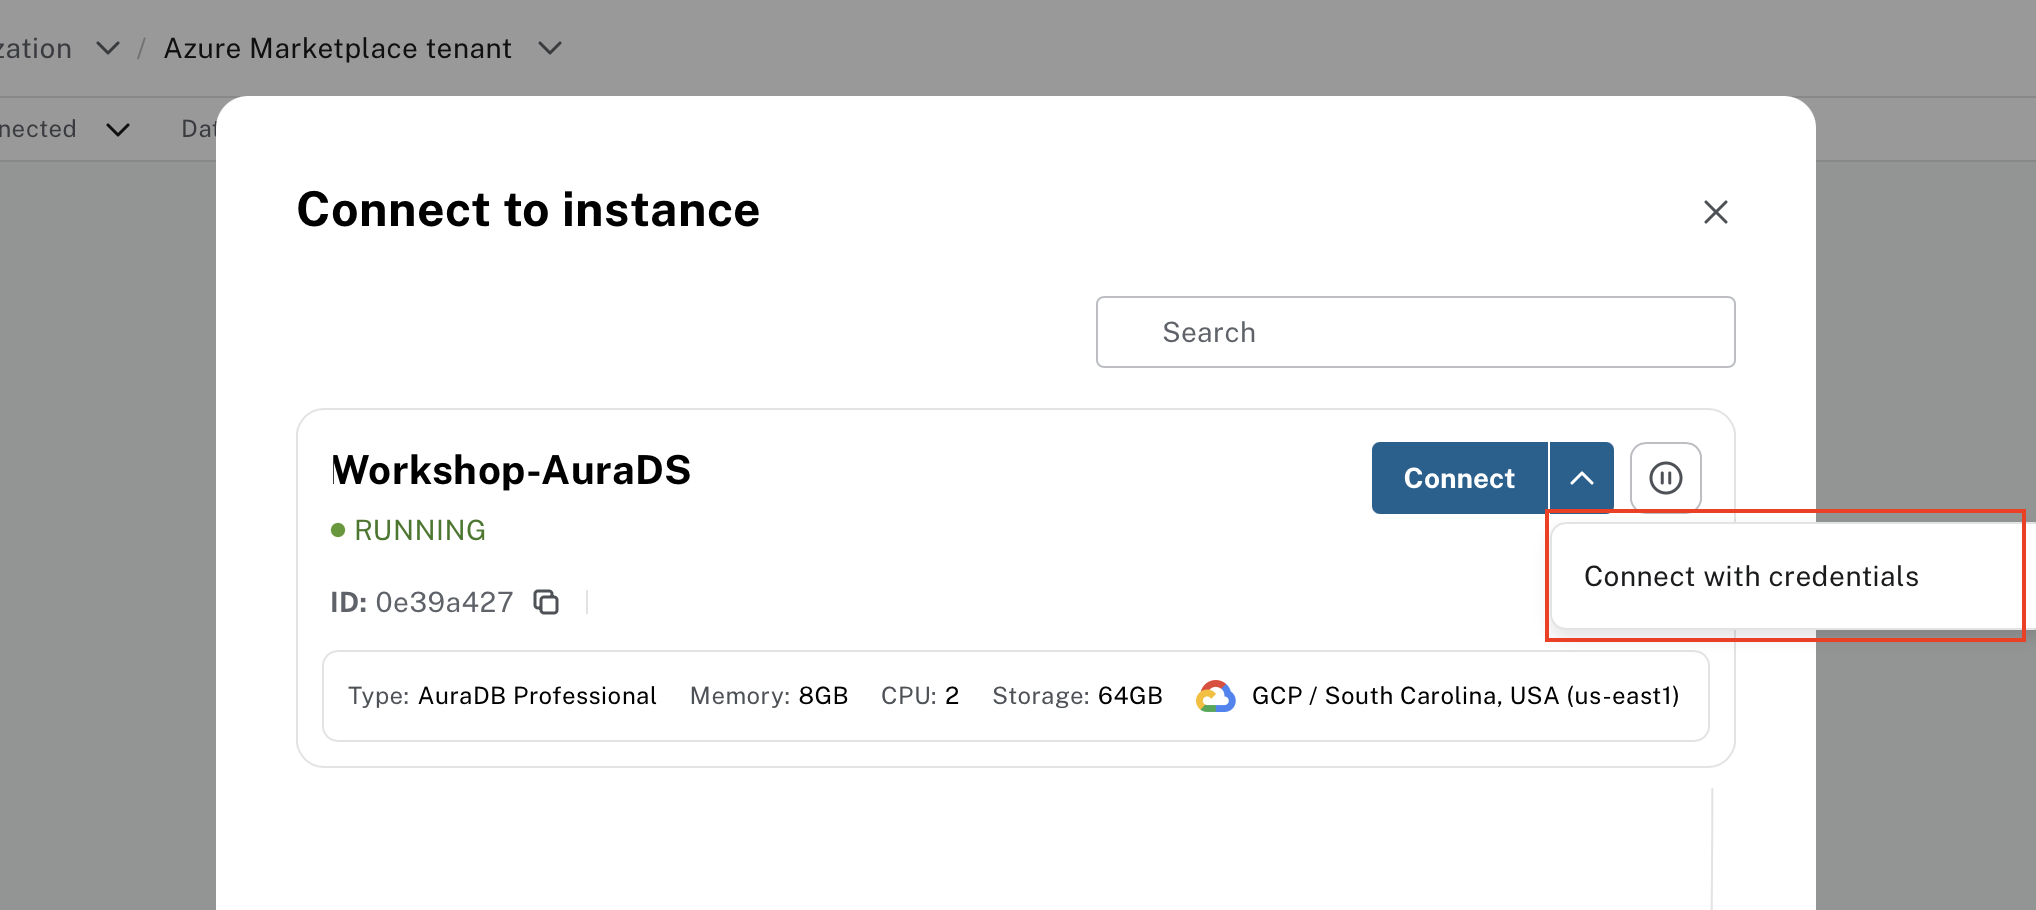 zation / Azure Marketplace tenant
nected Dat
Connect to instance
Search
Workshop-AuraDS
Connect
RUNNING
Connect with credentials
ID: 0e39a427
Type: AuraDB Professional Memory: 8GB CPU: 2 Storage: 64GB GCP / South Carolina, USA (us-east1)